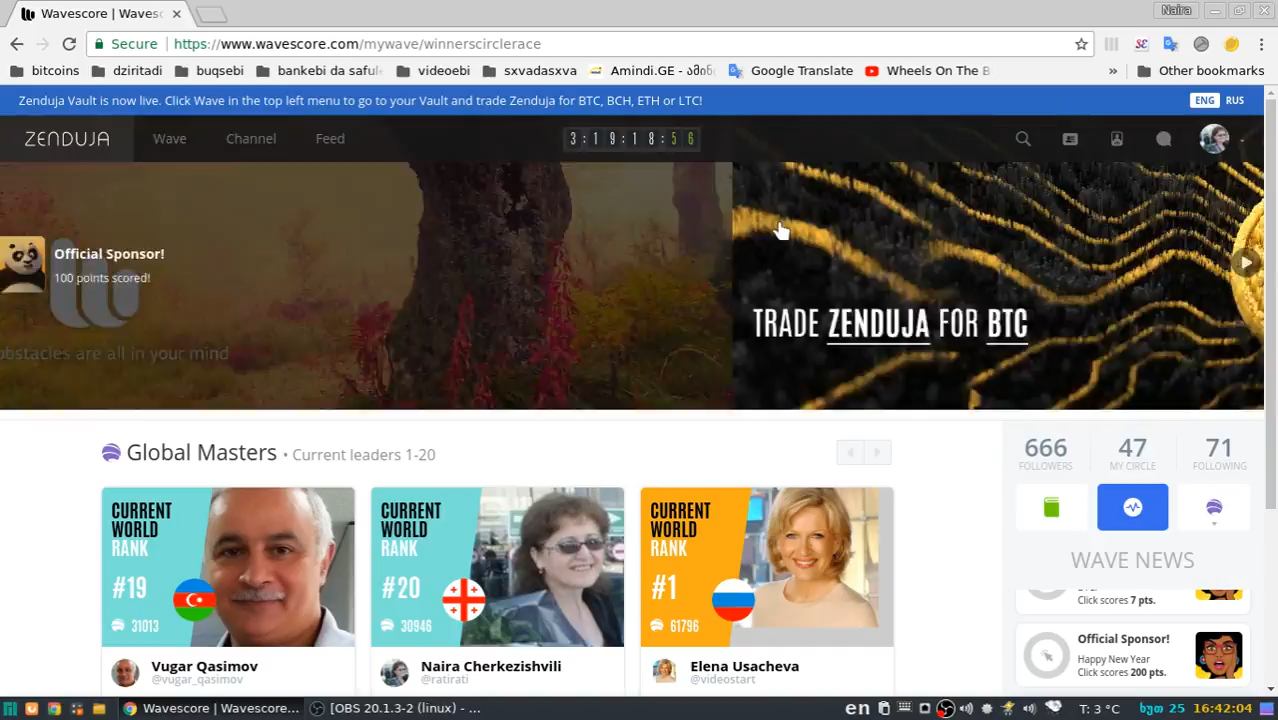 Wavescore | Wavesc
Naira
Secure
https://www.wavescore.com/mywave/winnerscirclerace
bitcoins
dziritadi
buqsebi
bankebi da safule
videoebi
sxvadasxva
Amindi.GE - ამინ
Google Translate
Wheels On The B
»
Other bookmarks
Zenduja Vault is now live. Click Wave in the top left menu to go to your Vault and trade Zenduja for BTC, BCH, ETH or LTC!
ENG
RUS
ZENDUJA
Wave
Channel
Feed
3:19:18:56
Official Sponsor!
100 points scored!
obstacles are all in your mind
TRADE ZENDUJA FOR BTC
Global Masters • Current leaders 1-20
CURRENT
WORLD
RANK
#19
31013
Vugar Qasimov
@vugar_qasimov
CURRENT
WORLD
RANK
#20
30946
Naira Cherkezishvili
@ratirati
CURRENT
WORLD
RANK
#1
61796
Elena Usacheva
@videostart
666
FOLLOWERS
47
MY CIRCLE
71
FOLLOWING
WAVE NEWS
Click scores 7 pts.
Official Sponsor!
Happy New Year
Click scores 200 pts.
Wavescore | Wavescore...
[OBS 20.1.3-2 (linux) - ...
en
T: 3 °C
ხუთ 25
16:42:04